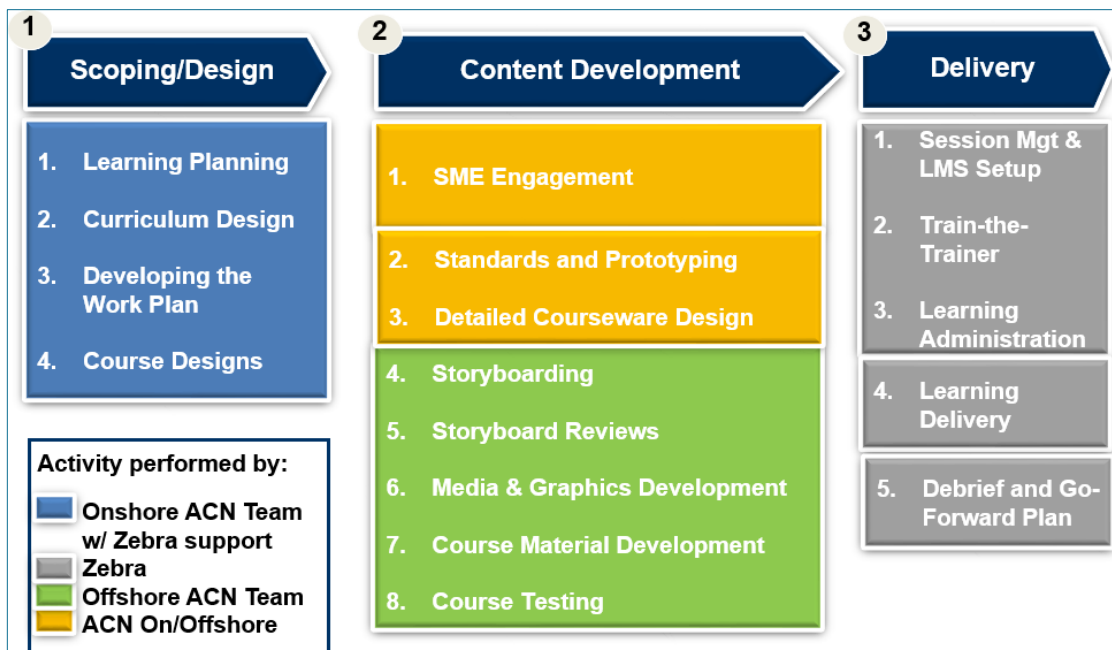 1
Scoping/Design
1. Learning Planning
2. Curriculum Design
3. Developing the
Work Plan
4. Course Designs
Activity performed by:
Onshore ACN Team
w/ Zebra support
Zebra
Offshore ACN Team
ACN On/Offshore
2
Content Development
1. SME Engagement
2. Standards and Prototyping
3. Detailed Courseware Design
4. Storyboarding
5. Storyboard Reviews
6. Media & Graphics Development
7. Course Material Development
8. Course Testing
3
Delivery
1. Session Mgt &
LMS Setup
2. Train-the-
Trainer
3. Learning
Administration
4. Learning
Delivery
5. Debrief and Go-
Forward Plan